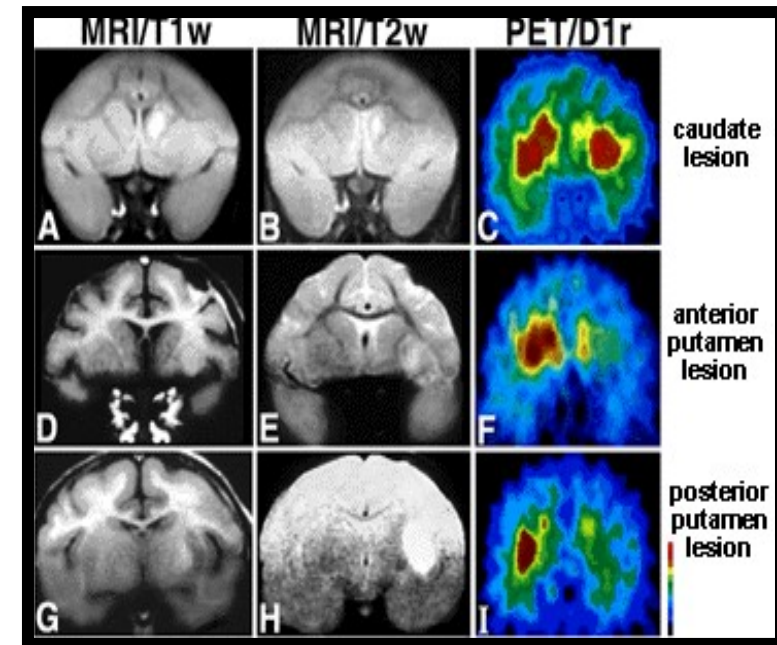 MRI/T1w MRI/T2w PET/D1r
A B C
caudate
lesion
D E F
anterior
putamen
lesion
G H I
posterior
putamen
lesion